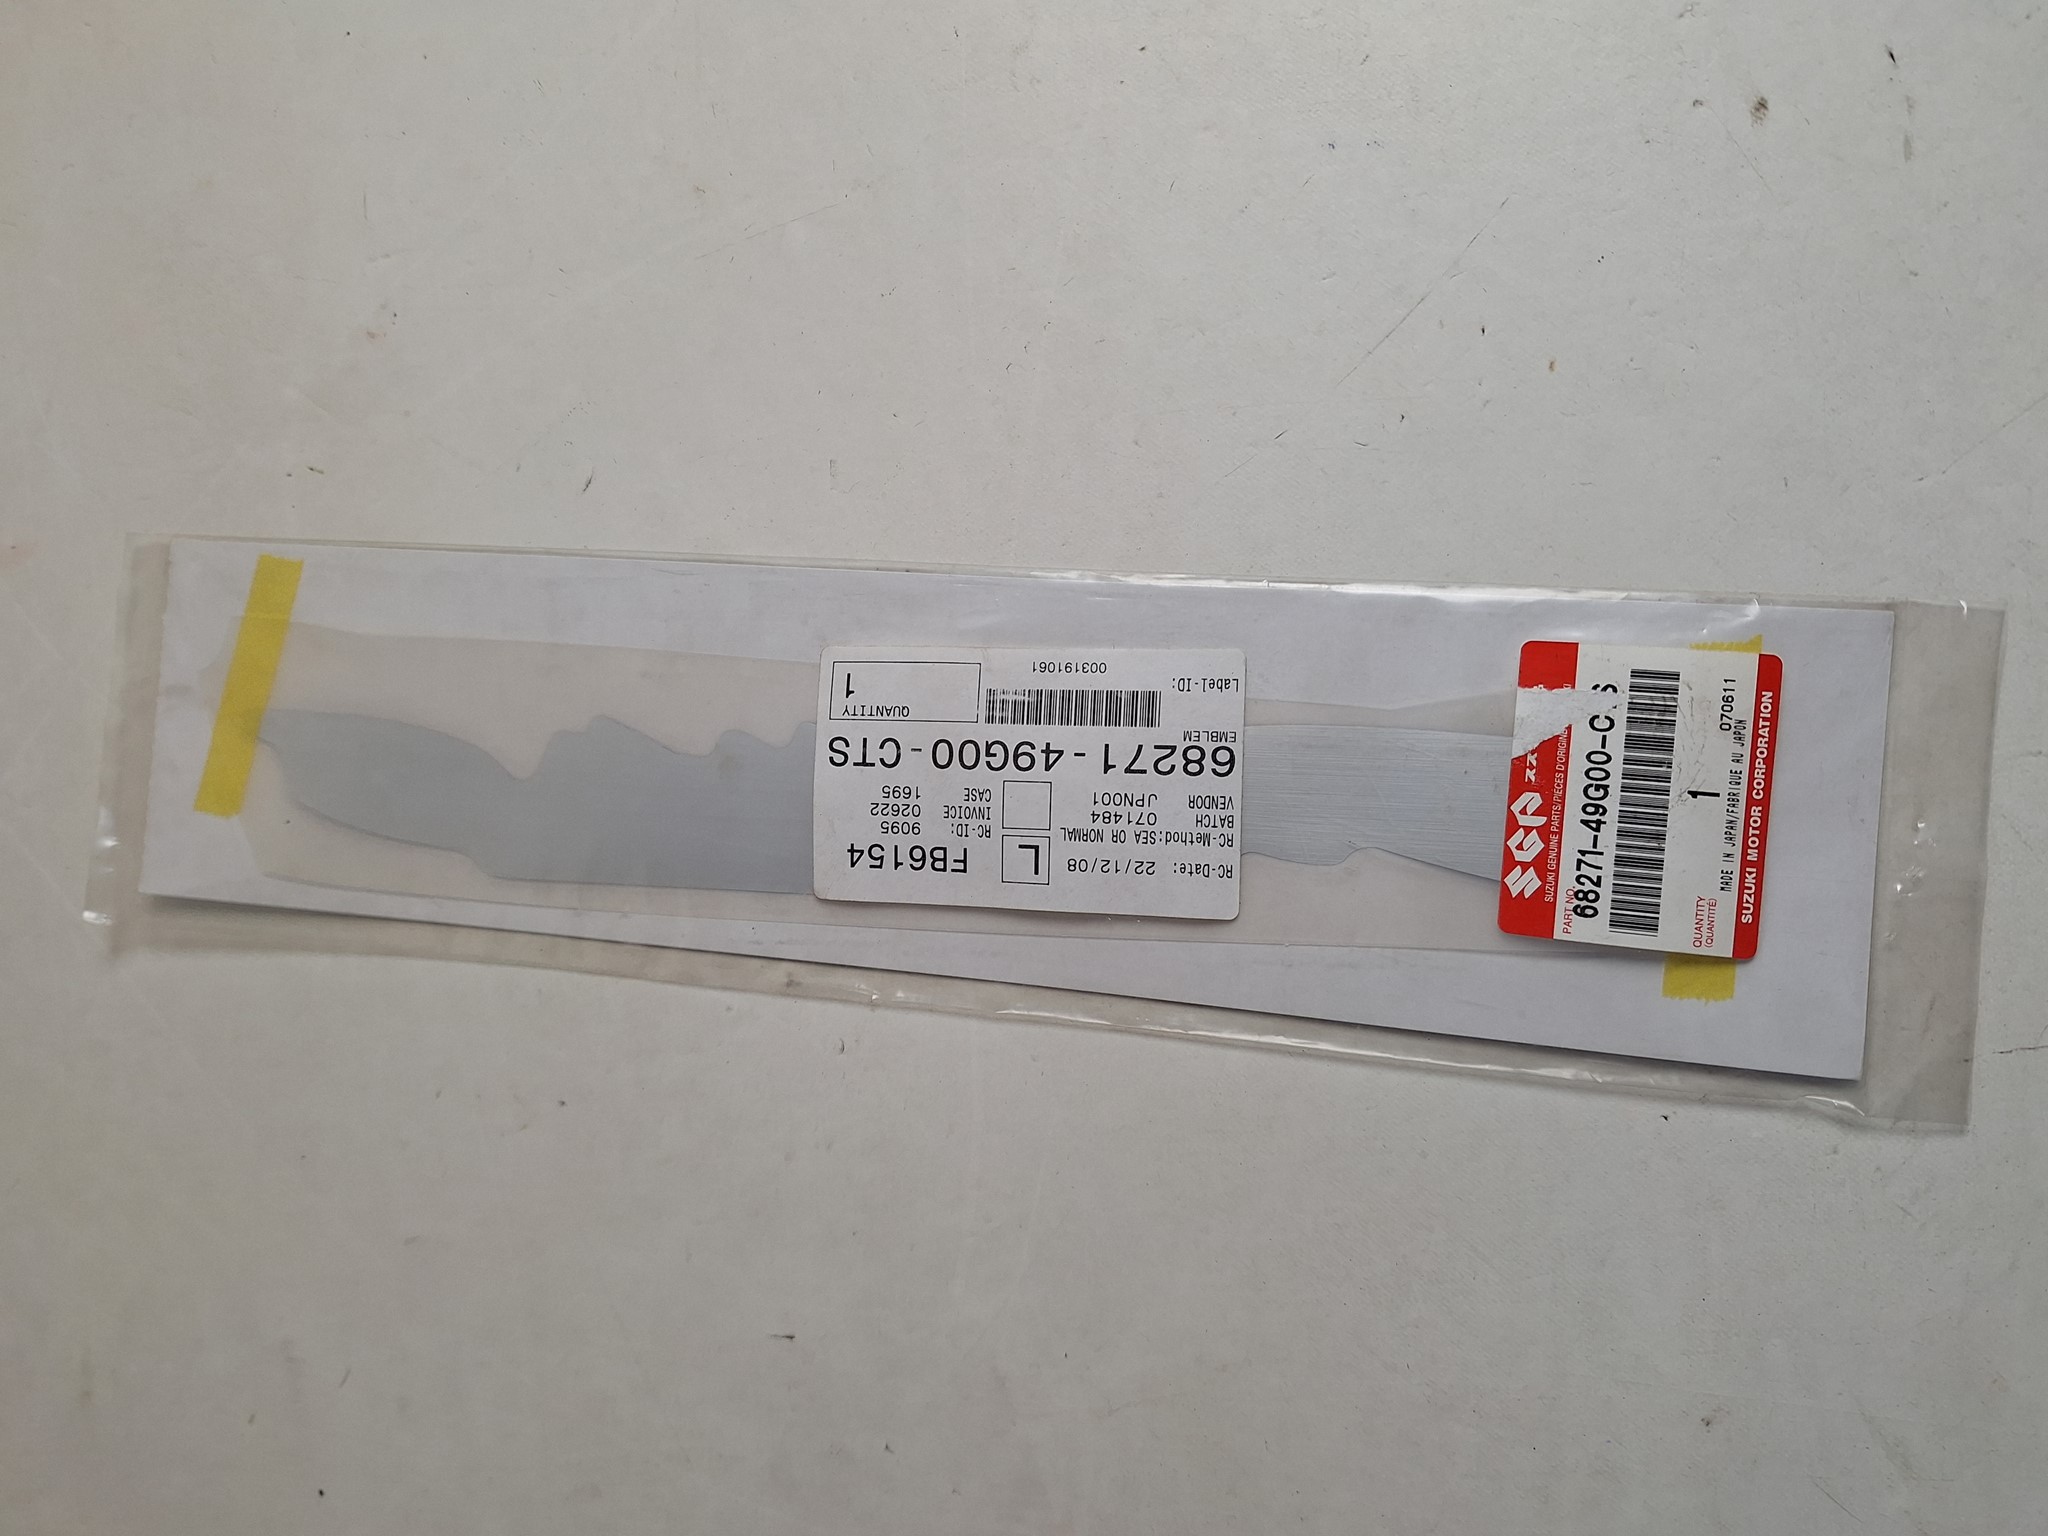 RC-Date: 22/12/08 L FB6154
RC-Method: SEA OR NORMAL RC-ID: 9095
BATCH 071484 INVOICE 02622
VENDOR JPN001 CASE 1695
68271-49G00-CTS
EMBLEM
QUANTITY
Label-ID: 1
003191061
SGP スズ
SUZUKI GENUINE PARTS/PIECES D'ORIGINE
PART NO.
68271-49G00-C S
QUANTITY
(QUANTITÉ)
1
070611
MADE IN JAPAN/FABRIQUE AU JAPON
SUZUKI MOTOR CORPORATION